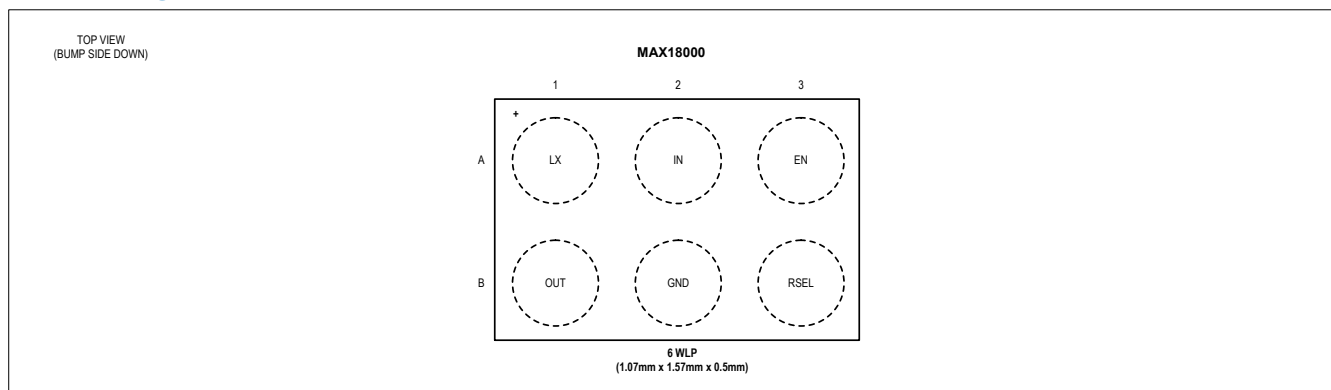 TOP VIEW
(BUMP SIDE DOWN)
MAX18000
1 2 3
+
A LX IN EN
B OUT GND RSEL
6 WLP
(1.07mm x 1.57mm x 0.5mm)